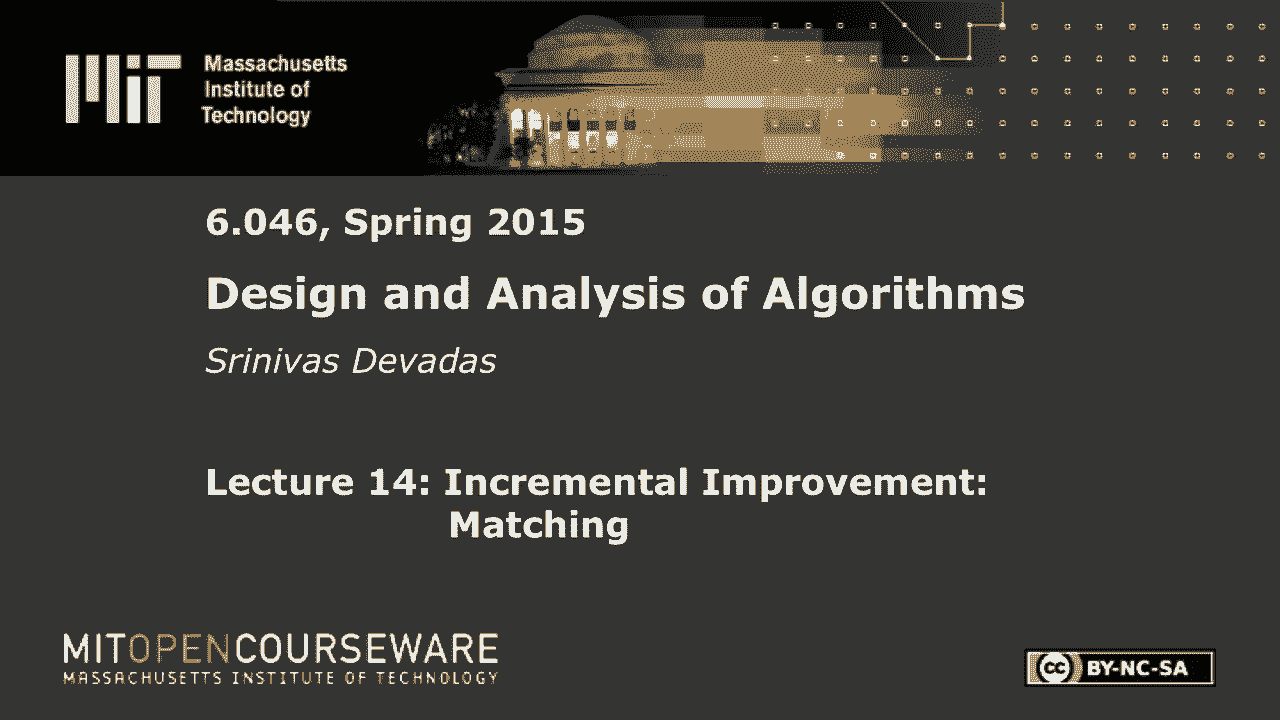 MIT
Massachusetts
Institute of
Technology
6.046, Spring 2015
Design and Analysis of Algorithms
Srinivas Devadas
Lecture 14: Incremental Improvement:
Matching
MITOPENCOURSEWARE
MASSACHUSETTS INSTITUTE OF TECHNOLOGY
cc BY-NC-SA